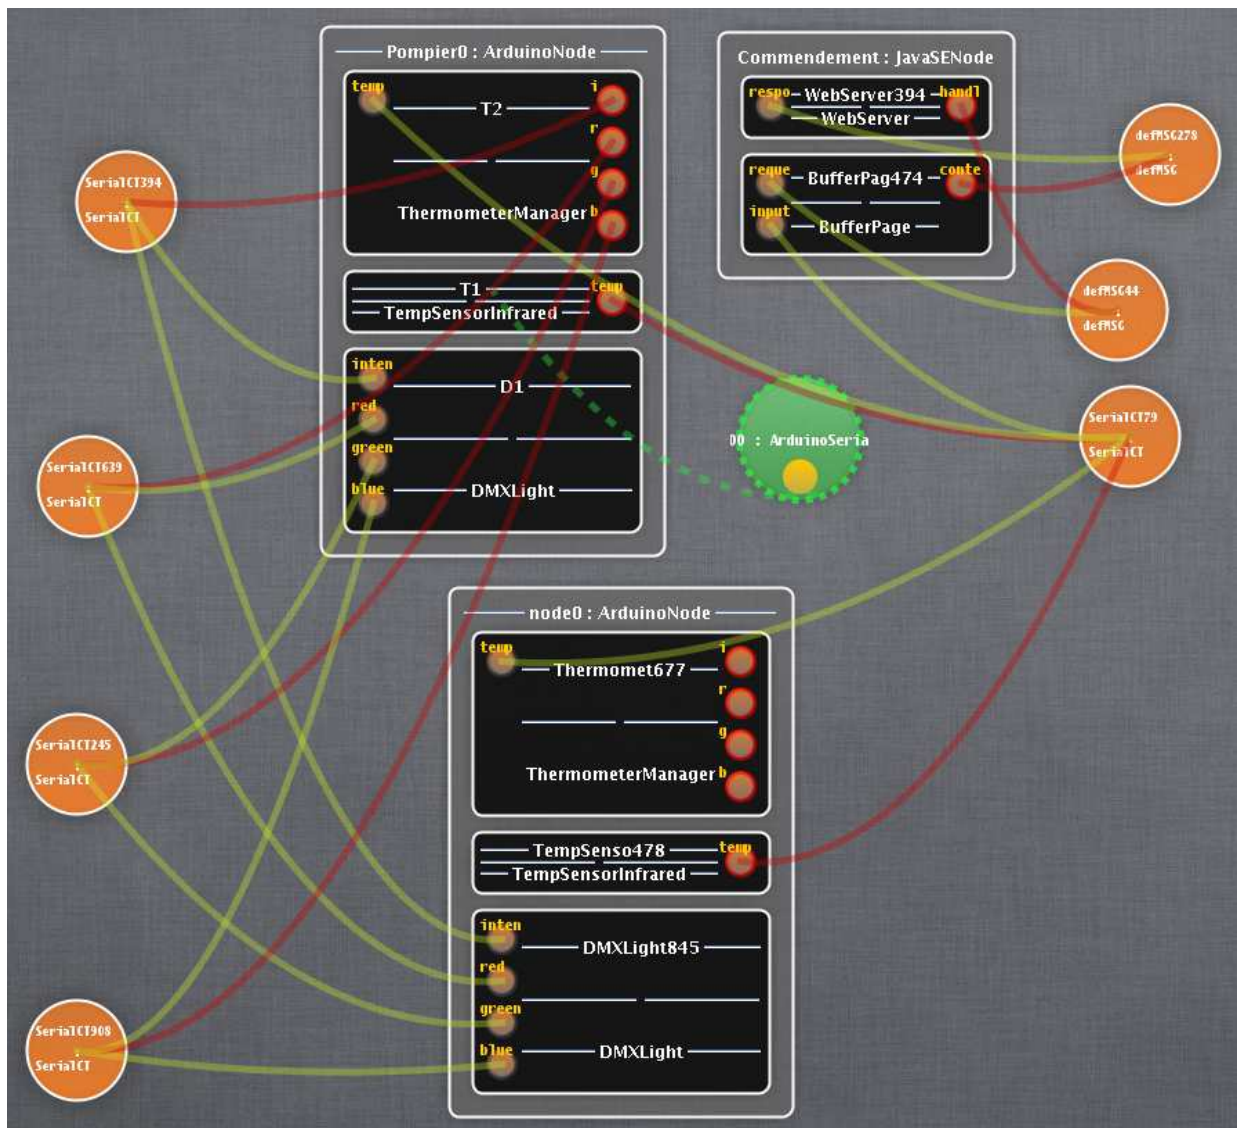 Pompier0 : ArduinoNode
temp
i
T2
r
g
ThermometerManager
b
T1
temp
TempSensorInfrared
inten
D1
red
green
blue
DMXLight
Commendement : JavaSENode
respo
WebServer394
handl
WebServer
reque
BufferPag474
conte
input
BufferPage
defMSG278
defMSG
defMSG44
defMSG
SerialCT79
SerialCT
: ArduinoSeria
SerialCT394
SerialCT
SerialCT639
SerialCT
SerialCT245
SerialCT
SerialCT908
SerialCT
node0 : ArduinoNode
temp
i
Thermomet677
r
g
ThermometerManager
b
TempSenso478
temp
TempSensorInfrared
inten
DMXLight845
red
green
blue
DMXLight